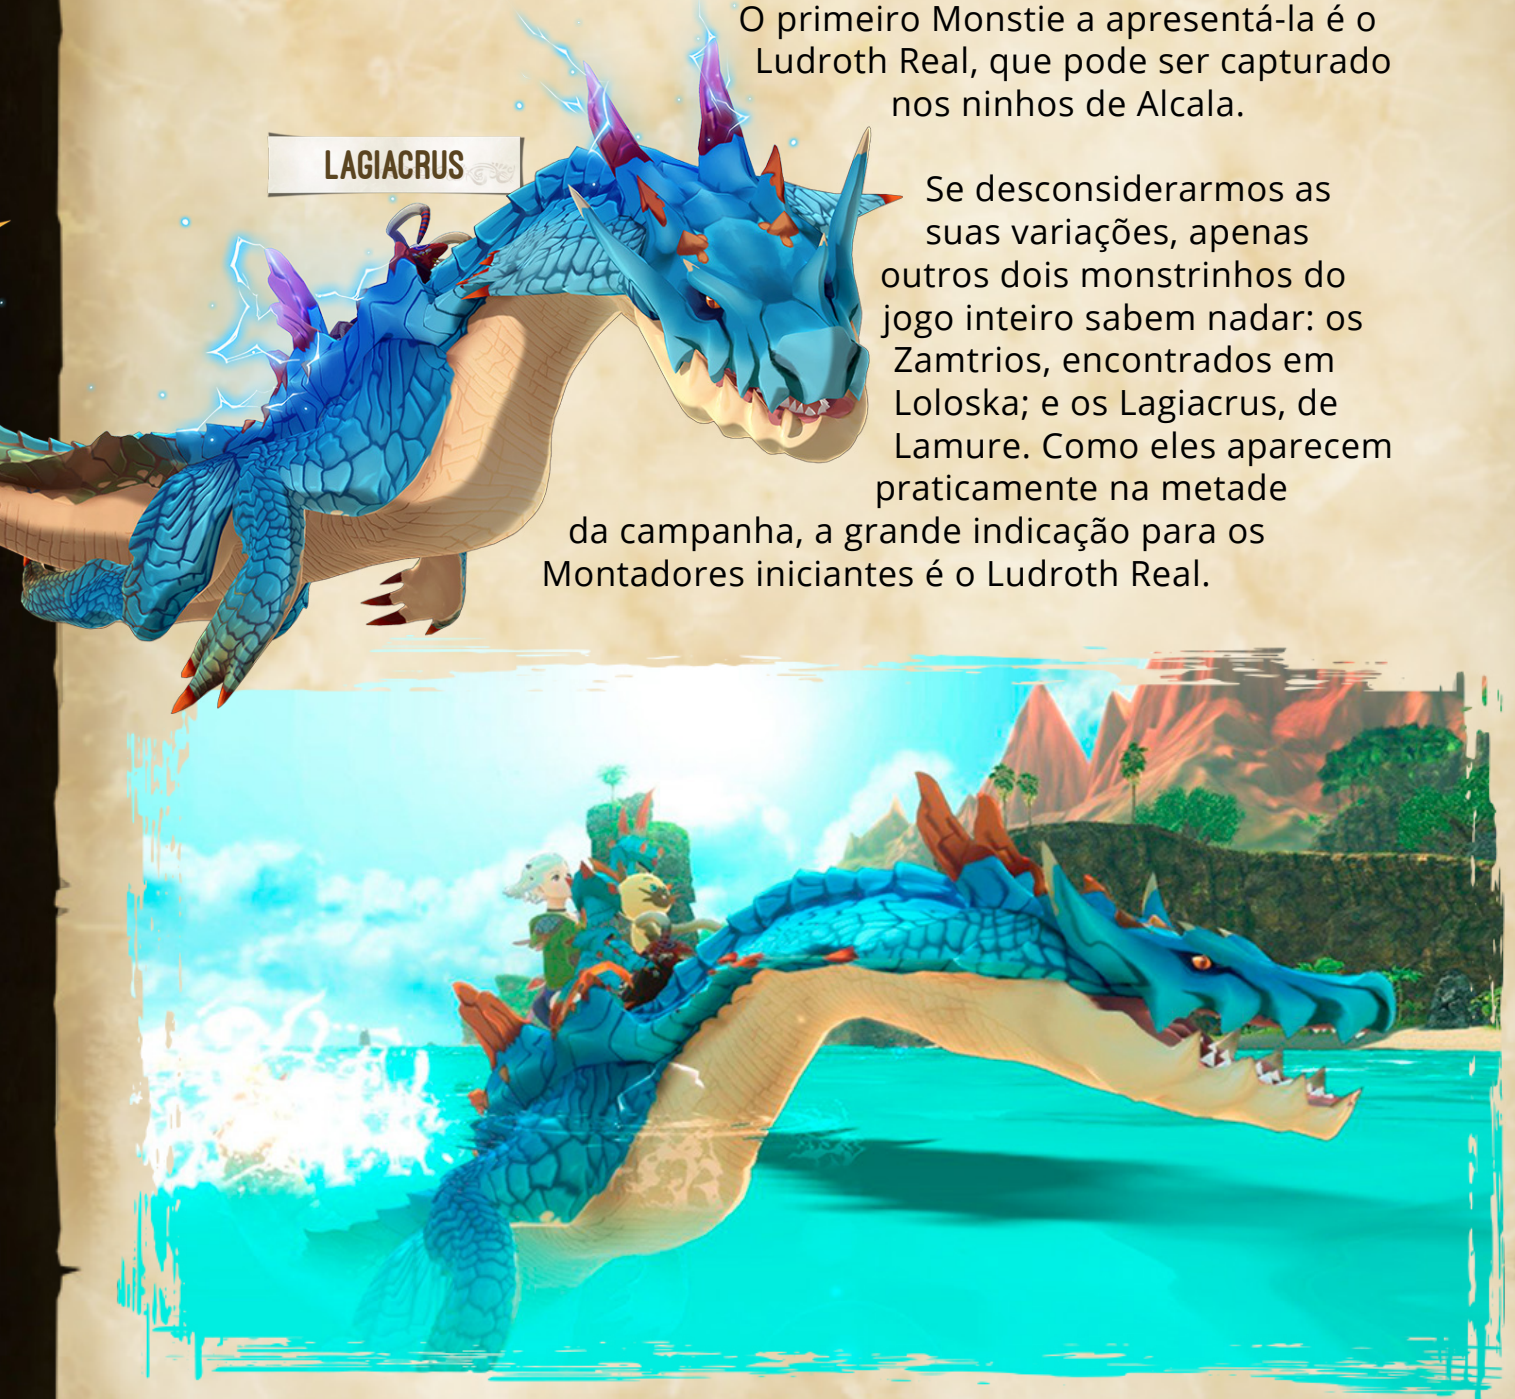 O primeiro Monstie a apresentá-la é o
Ludroth Real, que pode ser capturado
nos ninhos de Alcala.
LAGIACRUS
Se desconsiderarmos as
suas variações, apenas
outros dois monstrinhos do
jogo inteiro sabem nadar: os
Zamtrios, encontrados em
Loloska; e os Lagiacrus, de
Lamure. Como eles aparecem
praticamente na metade
da campanha, a grande indicação para os
Montadores iniciantes é o Ludroth Real.